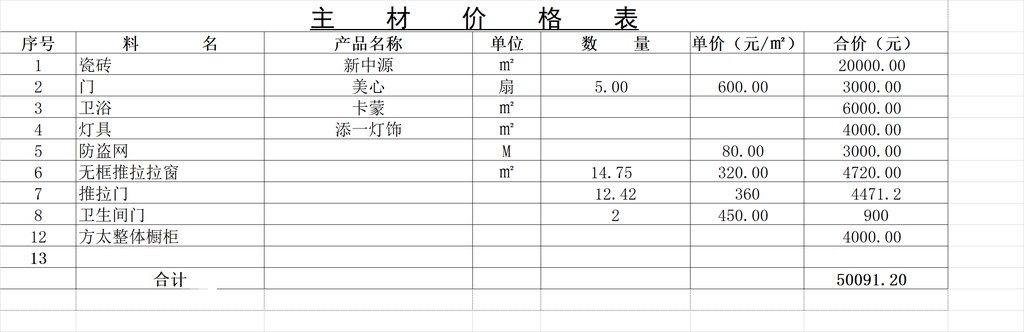 主 材 价 格 表
序号 料 名 产品名称 单位 数 量 单价（元/㎡） 合价（元）
1 瓷砖 新中源 ㎡ 20000.00
2 门 美心 扇 5.00 600.00 3000.00
3 卫浴 卡蒙 ㎡ 6000.00
4 灯具 添一灯饰 ㎡ 4000.00
5 防盗网 M 80.00 3000.00
6 无框推拉拉窗 ㎡ 14.75 320.00 4720.00
7 推拉门 12.42 360 4471.2
8 卫生间门 2 450.00 900
12 方太整体橱柜 4000.00
13
合计 50091.20